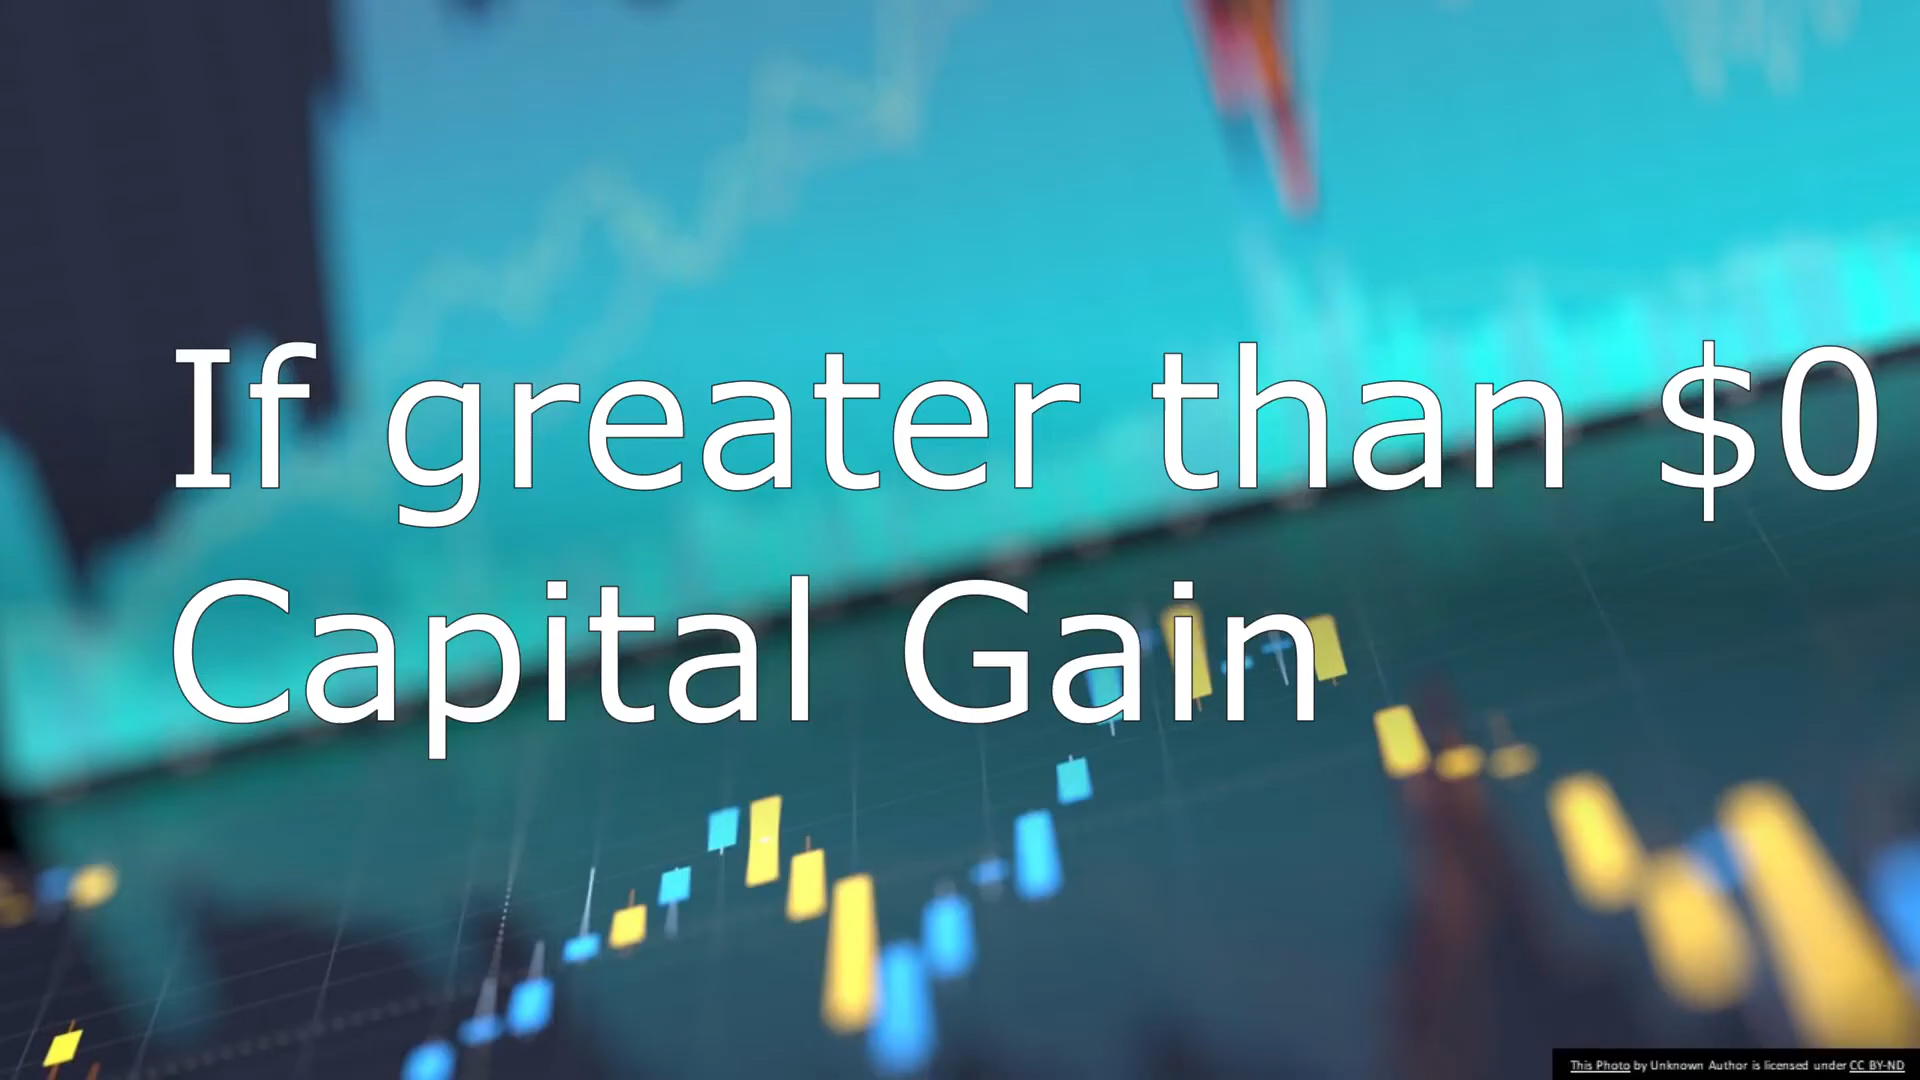 If greater than $0
Capital Gain
This Photo by Unknown Author is licensed under CC BY-ND